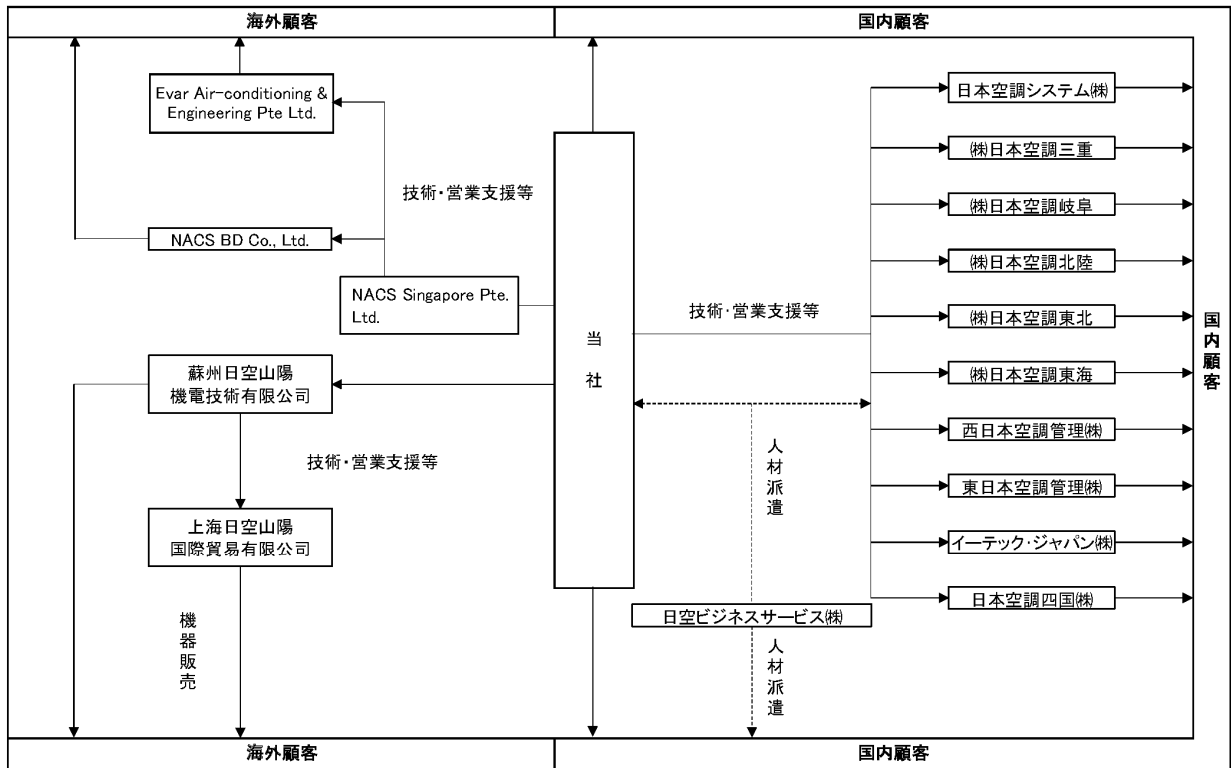 海外顧客
国内顧客
Evar Air-conditioning &
Engineering Pte Ltd.
技術・営業支援等
NACS BD Co., Ltd.
NACS Singapore Pte.
Ltd.
蘇州日空山陽
機電技術有限公司
技術・営業支援等
上海日空山陽
国際貿易有限公司
機器販売
当社
技術・営業支援等
人材派遣
日空ビジネスサービス㈱
人材派遣
日本空調システム㈱
㈱日本空調三重
㈱日本空調岐阜
㈱日本空調北陸
㈱日本空調東北
㈱日本空調東海
西日本空調管理㈱
東日本空調管理㈱
イーテック・ジャパン㈱
日本空調四国㈱
国内顧客
海外顧客
国内顧客